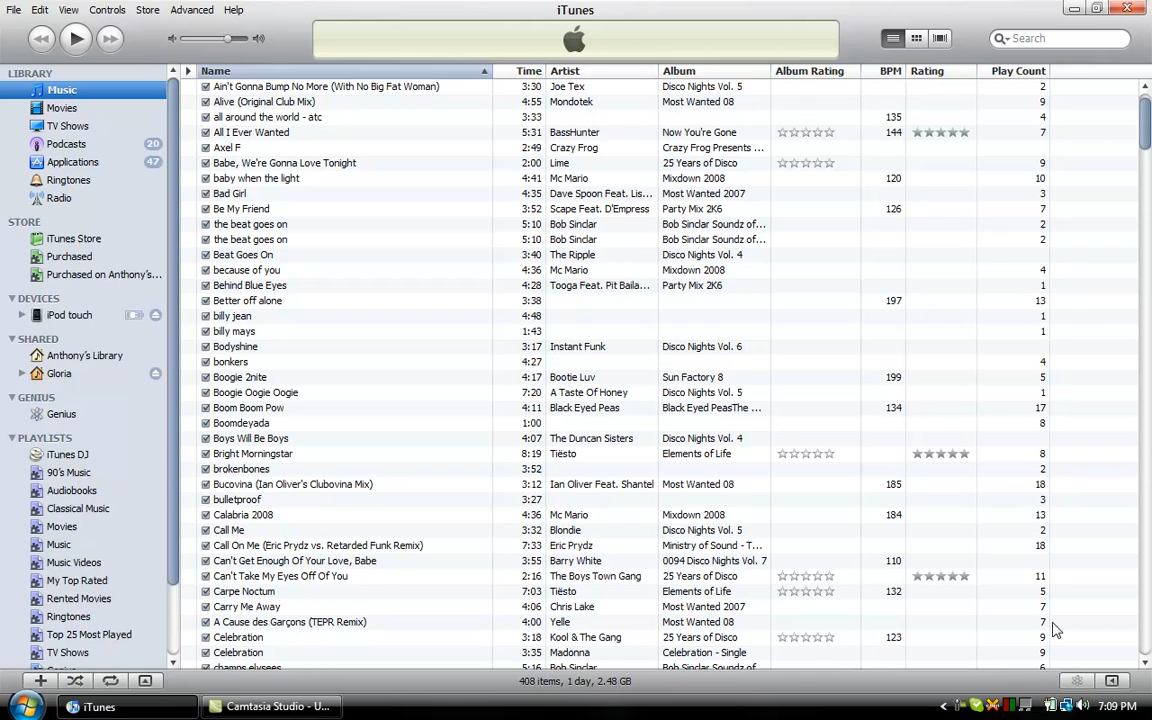 File Edit View Controls Store Advanced Help
iTunes
Search
LIBRARY
Music
Movies
TV Shows
Podcasts 20
Applications 47
Ringtones
Radio
STORE
iTunes Store
Purchased
Purchased on Anthony's...
DEVICES
iPod touch
SHARED
Anthony's Library
Gloria
GENIUS
Genius
PLAYLISTS
iTunes DJ
90's Music
Audiobooks
Classical Music
Movies
Music
Music Videos
My Top Rated
Rented Movies
Ringtones
Top 25 Most Played
TV Shows
Name Time Artist Album Album Rating BPM Rating Play Count
Ain't Gonna Bump No More (With No Big Fat Woman) 3:30 Joe Tex Disco Nights Vol. 5 2
Alive (Original Club Mix) 4:55 Mondotek Most Wanted 08 9
all around the world - atc 3:33 135 4
All I Ever Wanted 5:31 BassHunter Now You're Gone 144 7
Axel F 2:49 Crazy Frog Crazy Frog Presents ...
Babe, We're Gonna Love Tonight 2:00 Lime 25 Years of Disco 9
baby when the light 4:41 Mc Mario Mixdown 2008 120 10
Bad Girl 4:35 Dave Spoon Feat. Lis... Most Wanted 2007 3
Be My Friend 3:52 Scape Feat. D'Empress Party Mix 2K6 126 7
the beat goes on 5:10 Bob Sinclar Bob Sinclar Soundz of... 2
the beat goes on 5:10 Bob Sinclar Bob Sinclar Soundz of... 2
Beat Goes On 3:40 The Ripple Disco Nights Vol. 4
because of you 4:36 Mc Mario Mixdown 2008 4
Behind Blue Eyes 4:28 Tooga Feat. Pit Baila... Party Mix 2K6 1
Better off alone 3:38 197 13
billy jean 4:48 1
billy mays 1:43 1
Bodyshine 3:17 Instant Funk Disco Nights Vol. 6
bonkers 4:27 4
Boogie 2nite 4:17 Bootie Luv Sun Factory 8 199 5
Boogie Oogie Oogie 7:20 A Taste Of Honey Disco Nights Vol. 5 1
Boom Boom Pow 4:11 Black Eyed Peas Black Eyed PeasThe ... 134 17
Boomdeyada 1:00 8
Boys Will Be Boys 4:07 The Duncan Sisters Disco Nights Vol. 4
Bright Morningstar 8:19 Tiësto Elements of Life 8
brokenbones 3:52 2
Bucovina (Ian Oliver's Clubovina Mix) 3:12 Ian Oliver Feat. Shantel Most Wanted 08 185 18
bulletproof 3:27 3
Calabria 2008 4:36 Mc Mario Mixdown 2008 184 13
Call Me 3:32 Blondie Disco Nights Vol. 5 2
Call On Me (Eric Prydz vs. Retarded Funk Remix) 7:33 Eric Prydz Ministry of Sound - T... 18
Can't Get Enough Of Your Love, Babe 3:55 Barry White 0094 Disco Nights Vol. 7 110
Can't Take My Eyes Off Of You 2:16 The Boys Town Gang 25 Years of Disco 11
Carpe Noctum 7:03 Tiësto Elements of Life 132 5
Carry Me Away 4:06 Chris Lake Most Wanted 2007 7
A Cause des Garçons (TEPR Remix) 4:00 Yelle Most Wanted 08 7
Celebration 3:18 Kool & The Gang 25 Years of Disco 123 9
Celebration 3:35 Madonna Celebration - Single 9
champs elysees 5:16 Bob Sinclar Bob Sinclar Soundz of... 6
408 items, 1 day, 2.48 GB
iTunes
Camtasia Studio - U...
7:09 PM